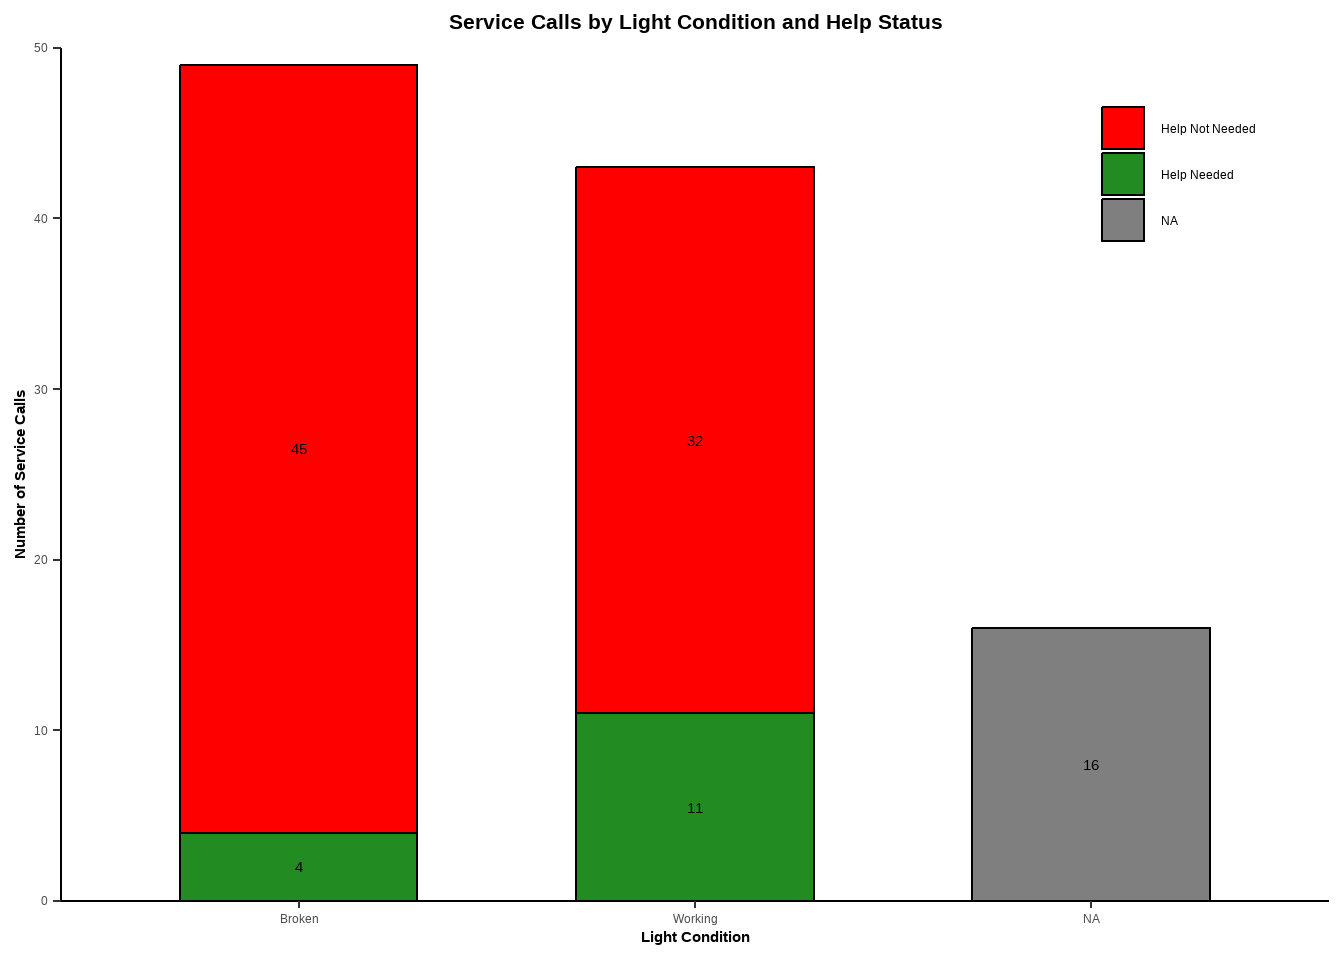 Service Calls by Light Condition and Help Status
Number of Service Calls
50
40
30
20
10
0
45
4
32
11
16
Help Not Needed
Help Needed
NA
Broken
Working
NA
Light Condition